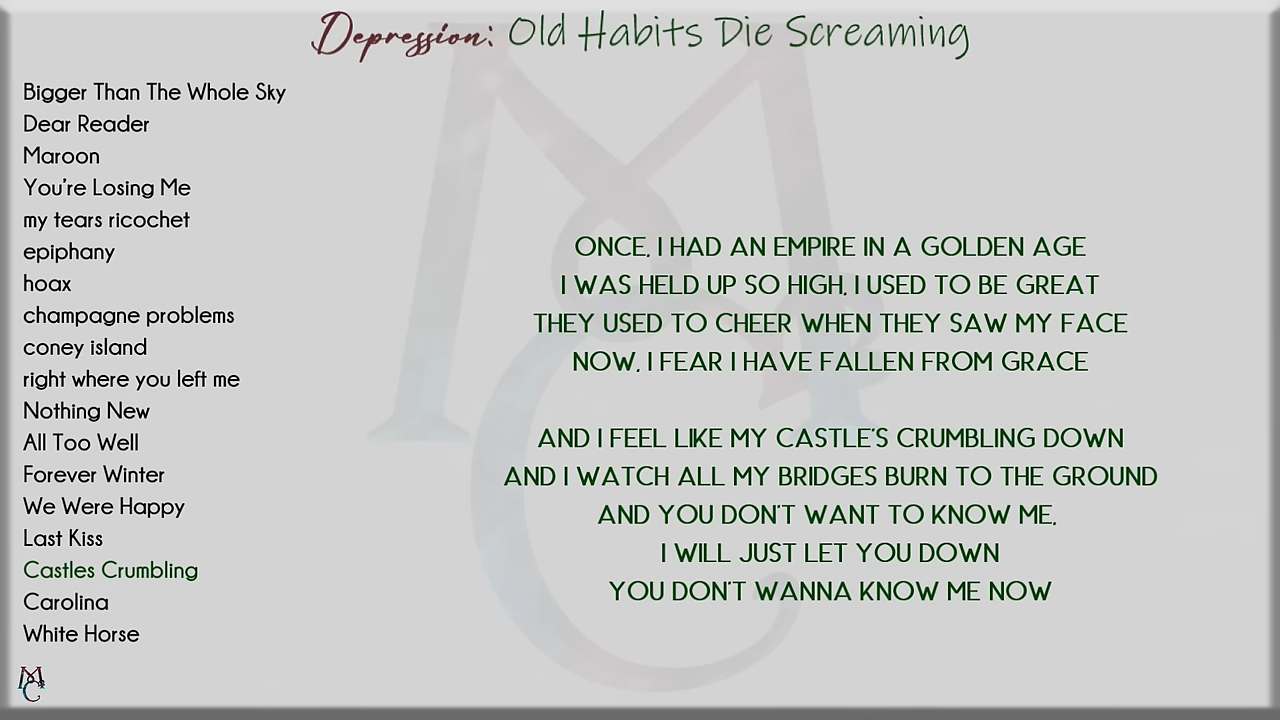 Depression: Old Habits Die Screaming
Bigger Than The Whole Sky
Dear Reader
Maroon
You're Losing Me
my tears ricochet
epiphany
hoax
champagne problems
coney island
right where you left me
Nothing New
All Too Well
Forever Winter
We Were Happy
Last Kiss
Castles Crumbling
Carolina
White Horse
ONCE, I HAD AN EMPIRE IN A GOLDEN AGE
I WAS HELD UP SO HIGH, I USED TO BE GREAT
THEY USED TO CHEER WHEN THEY SAW MY FACE
NOW, I FEAR I HAVE FALLEN FROM GRACE
AND I FEEL LIKE MY CASTLE'S CRUMBLING DOWN
AND I WATCH ALL MY BRIDGES BURN TO THE GROUND
AND YOU DON'T WANT TO KNOW ME,
I WILL JUST LET YOU DOWN
YOU DON'T WANNA KNOW ME NOW
MC